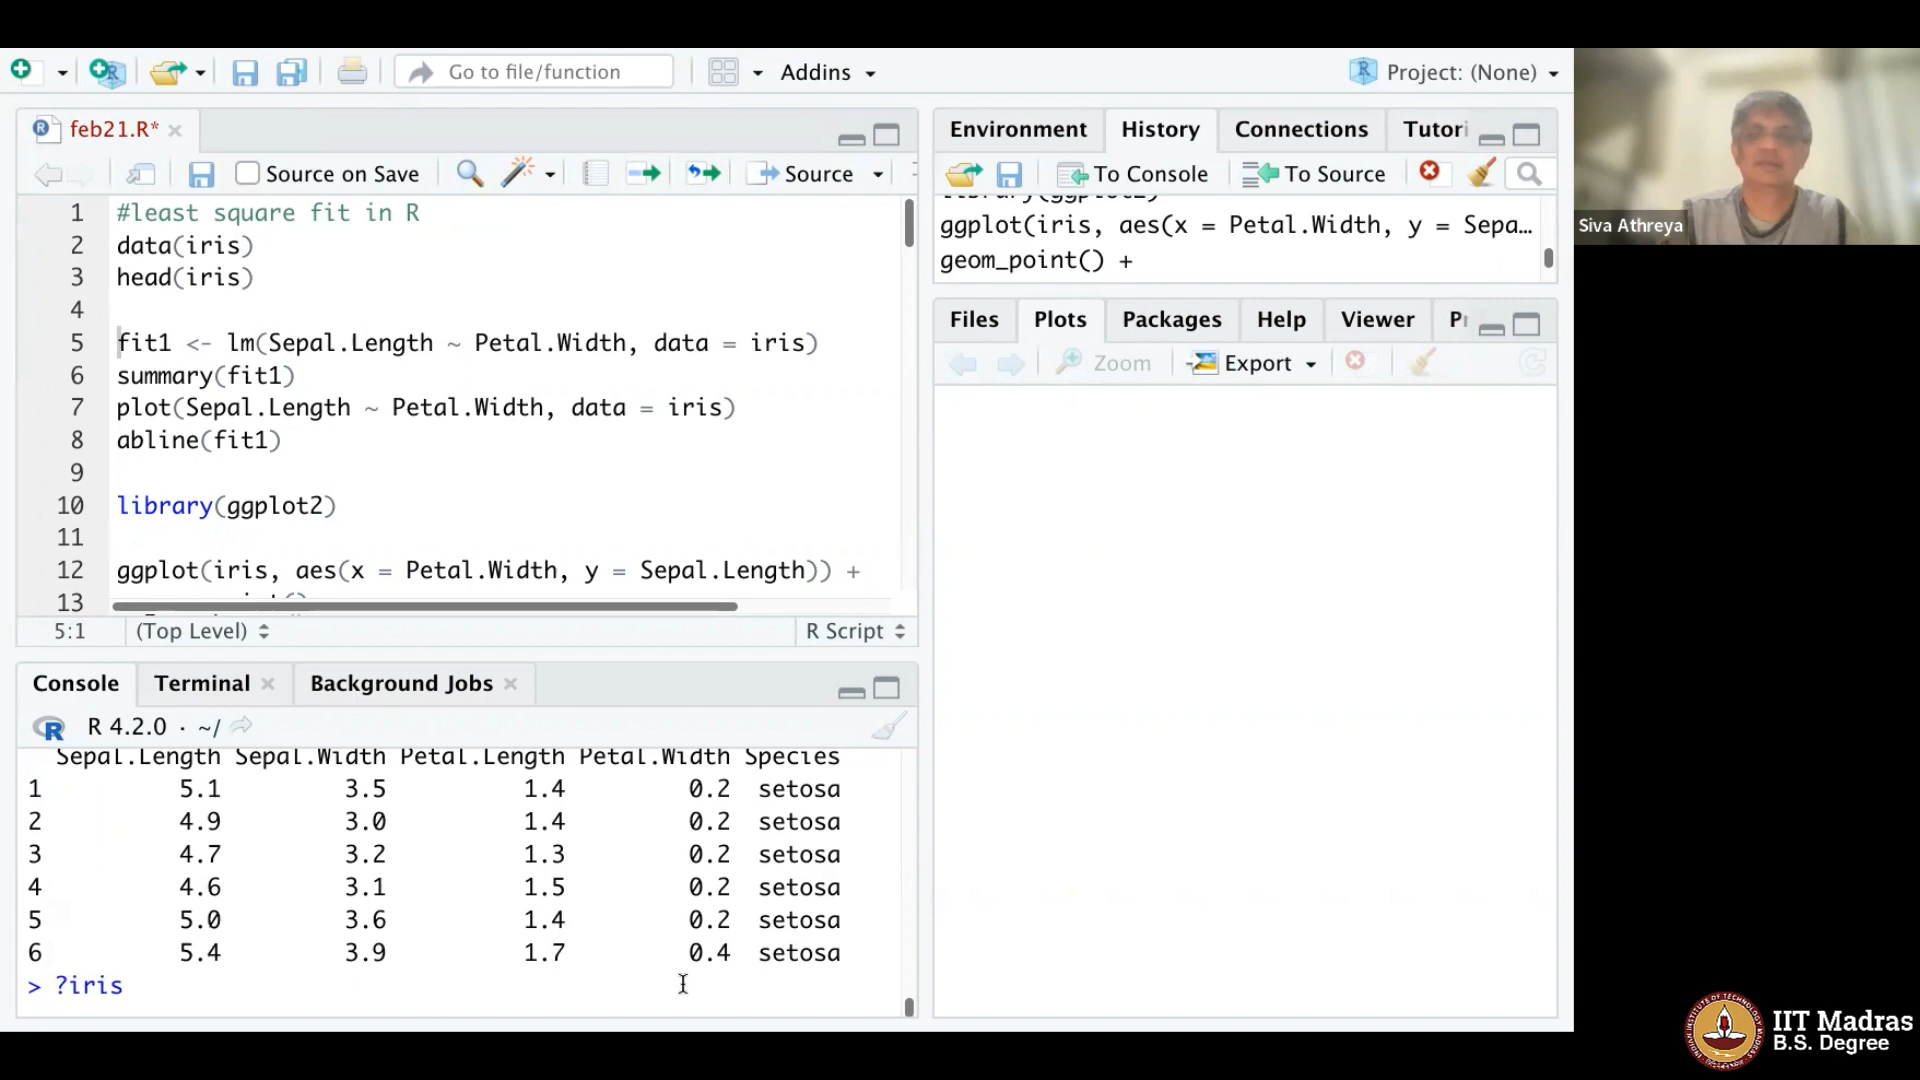 Go to file/function
Addins
Project: (None)
feb21.R*
Source on Save
Source
1 #least square fit in R
2 data(iris)
3 head(iris)
4
5 fit1 <- lm(Sepal.Length ~ Petal.Width, data = iris)
6 summary(fit1)
7 plot(Sepal.Length ~ Petal.Width, data = iris)
8 abline(fit1)
9
10 library(ggplot2)
11
12 ggplot(iris, aes(x = Petal.Width, y = Sepal.Length)) +
13
5:1 (Top Level) R Script
Console Terminal Background Jobs
R 4.2.0 · ~/
Sepal.Length Sepal.Width Petal.Length Petal.Width Species
1 5.1 3.5 1.4 0.2 setosa
2 4.9 3.0 1.4 0.2 setosa
3 4.7 3.2 1.3 0.2 setosa
4 4.6 3.1 1.5 0.2 setosa
5 5.0 3.6 1.4 0.2 setosa
6 5.4 3.9 1.7 0.4 setosa
> ?iris
Environment History Connections Tutori
To Console To Source
ggplot(iris, aes(x = Petal.Width, y = Sepa...
geom_point() +
Files Plots Packages Help Viewer
Zoom Export
Siva Athreya
IIT Madras
B.S. Degree